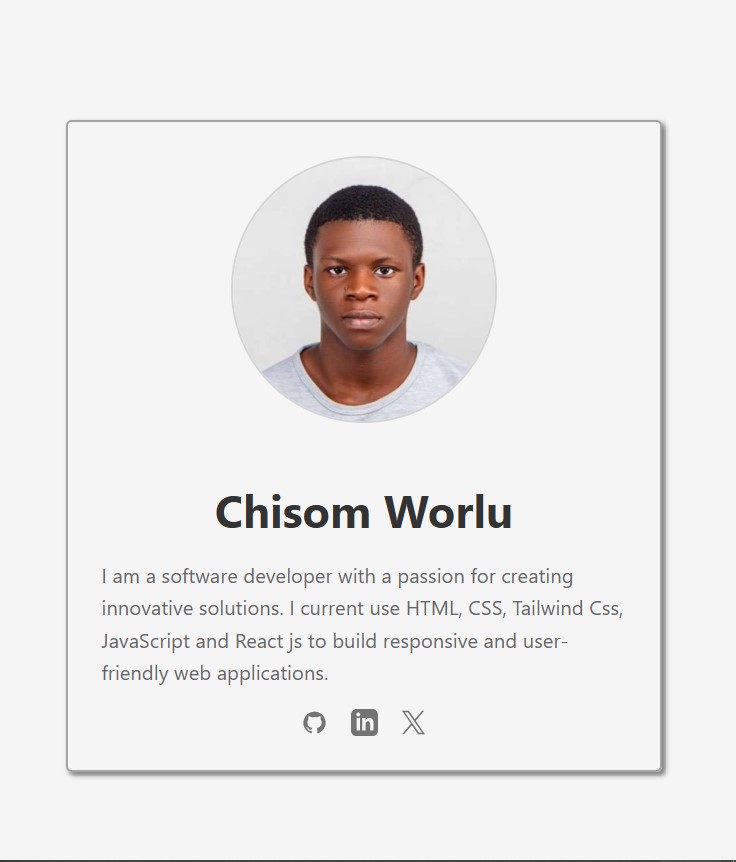 Chisom Worlu
I am a software developer with a passion for creating
innovative solutions. I current use HTML, CSS, Tailwind Css,
JavaScript and React js to build responsive and user-
friendly web applications.
in